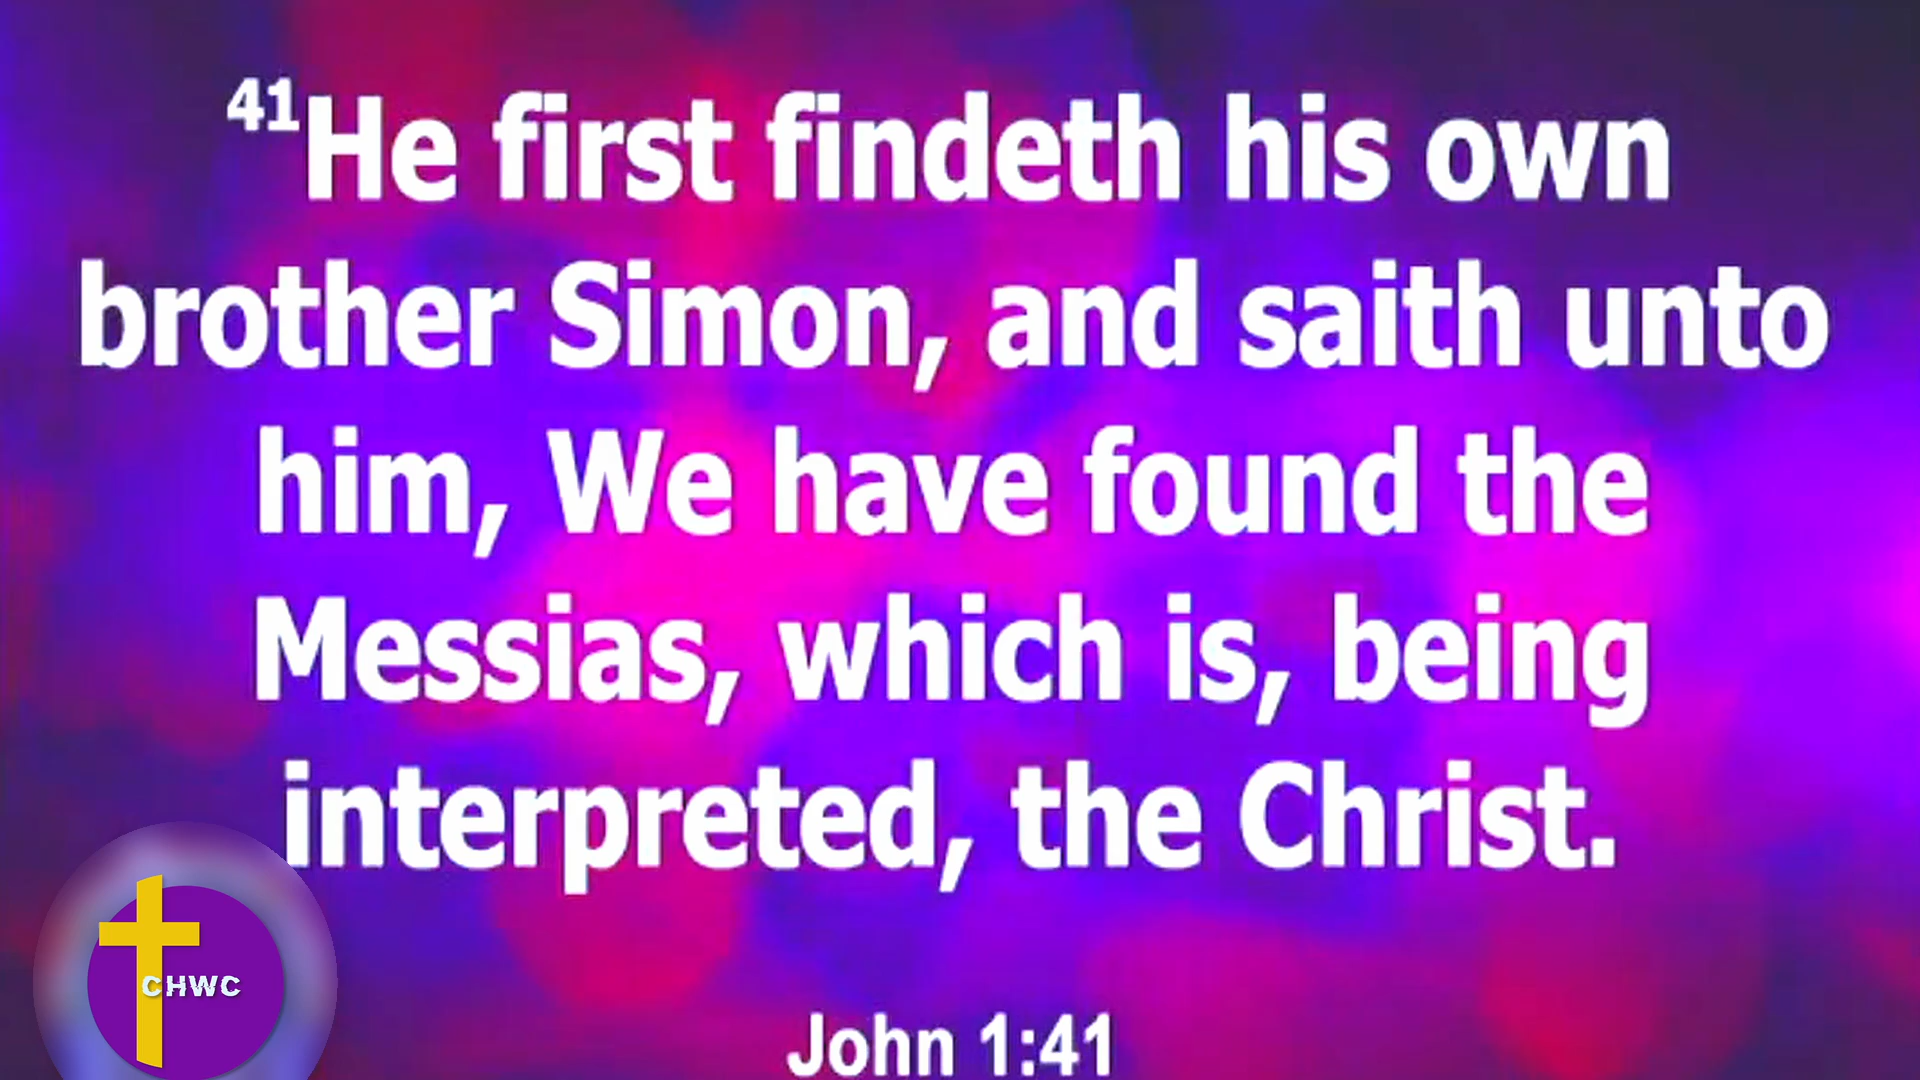 41He first findeth his own
brother Simon, and saith unto
him, We have found the
Messias, which is, being
interpreted, the Christ.
CHWC
John 1:41